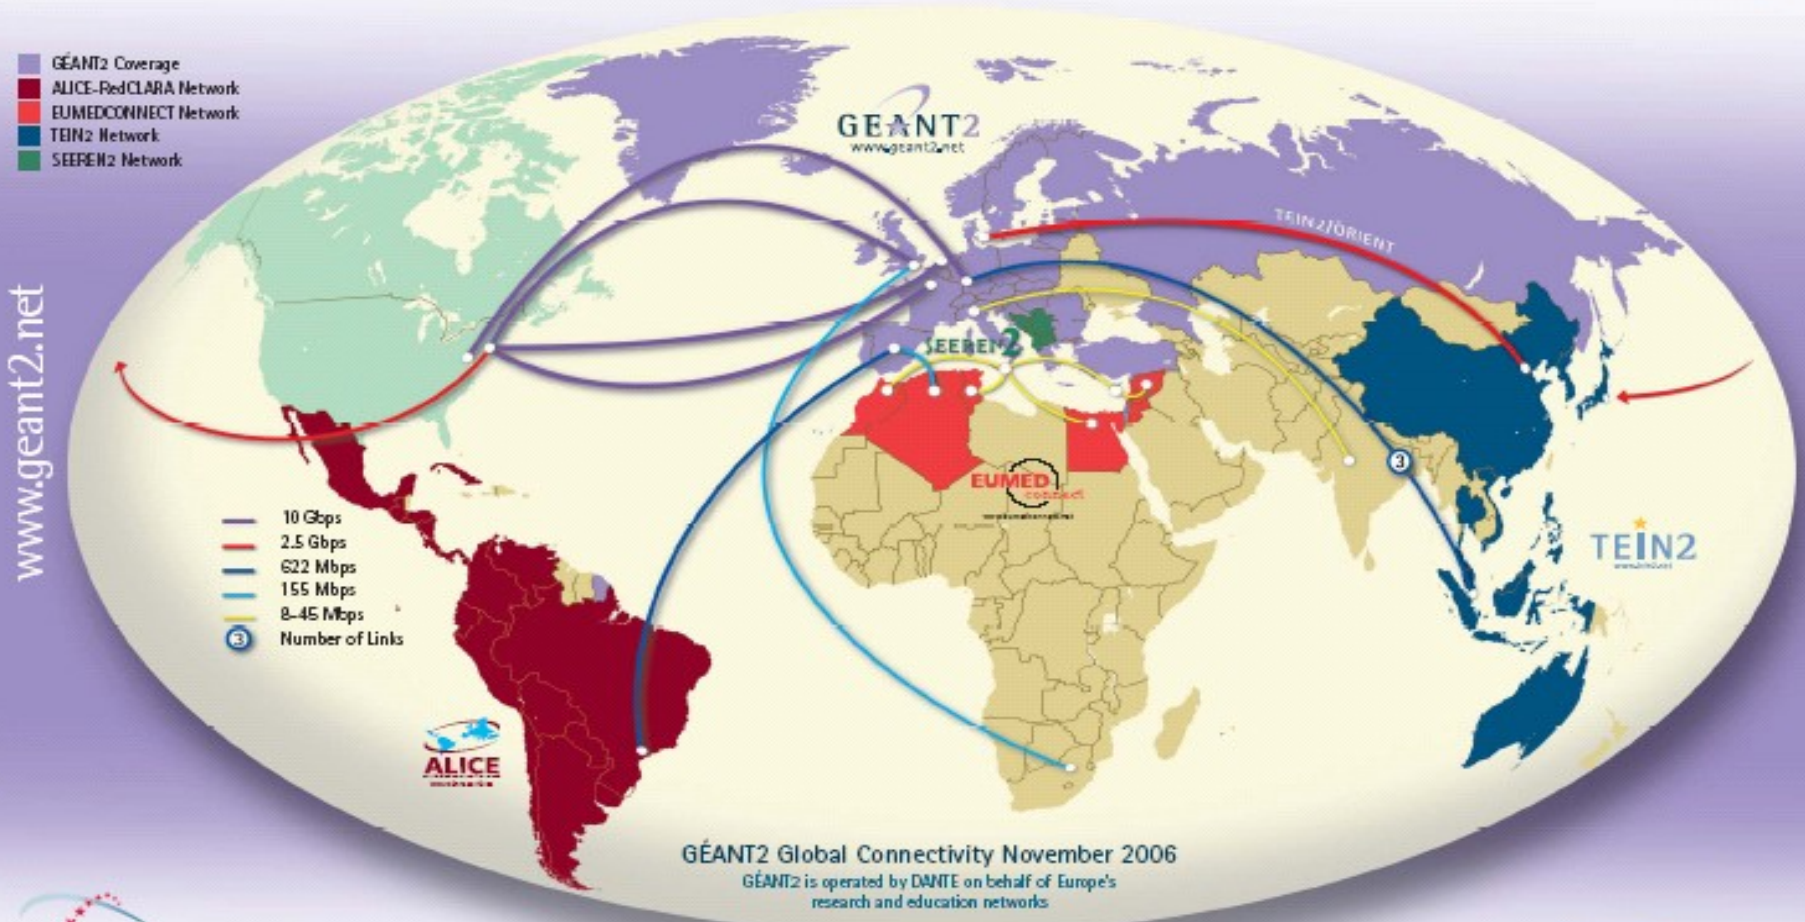 GÉANT2 Coverage
ALICE-RedCLARA Network
EUMEDCONNECT Network
TEIN2 Network
SEEREN2 Network
www.geant2.net
GEANT2
www.geant2.net
TEIN2/ORIENT
SEEREN2
EUMED
connect
3
TEIN2
10 Gbps
2.5 Gbps
622 Mbps
155 Mbps
8-45 Mbps
3 Number of Links
ALICE
GÉANT2 Global Connectivity November 2006
GÉANT2 is operated by DANTE on behalf of Europe's
research and education networks